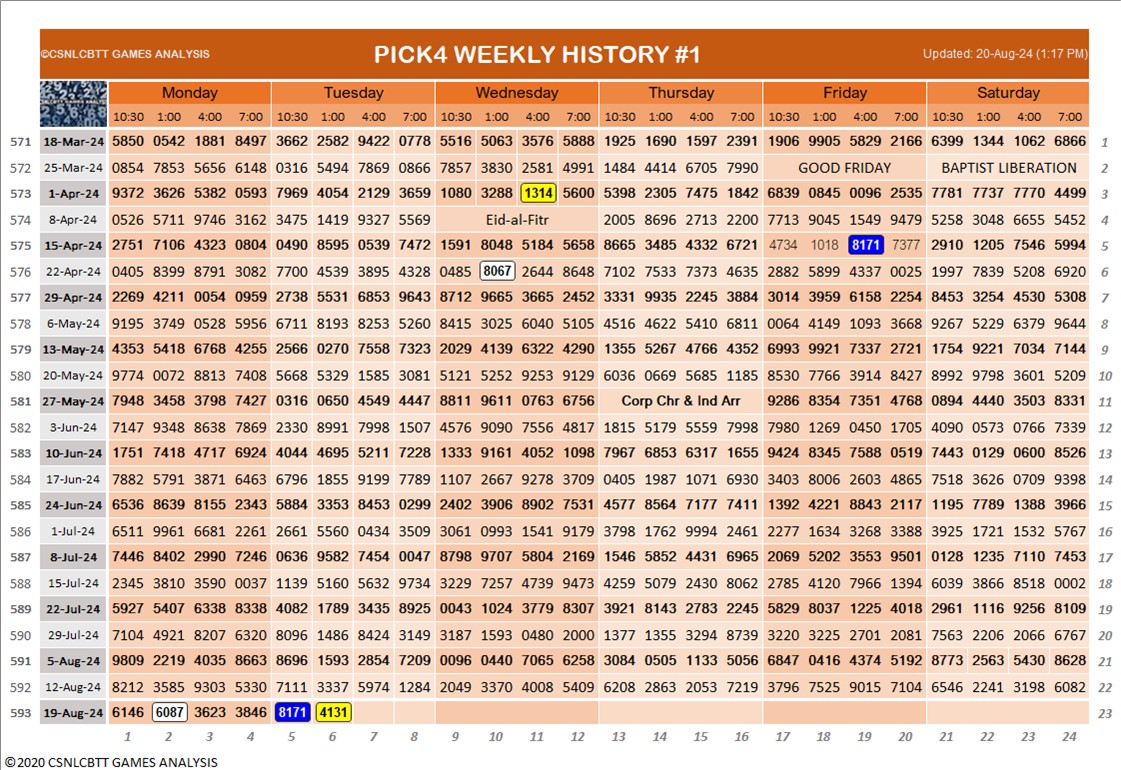 ©CSNLCBTT GAMES ANALYSIS PICK4 WEEKLY HISTORY #1 Updated: 20-Aug-24 (1:17 PM)
Monday Tuesday Wednesday Thursday Friday Saturday
10:30 1:00 4:00 7:00 10:30 1:00 4:00 7:00 10:30 1:00 4:00 7:00 10:30 1:00 4:00 7:00 10:30 1:00 4:00 7:00 10:30 1:00 4:00 7:00
571 18-Mar-24 5850 0542 1881 8497 3662 2582 9422 0778 5516 5063 3576 5888 1925 1690 1597 2391 1906 9905 5829 2166 6399 1344 1062 6866 1
572 25-Mar-24 0854 7853 5656 6148 0316 5494 7869 0866 7857 3830 2581 4991 1484 4414 6705 7990 GOOD FRIDAY BAPTIST LIBERATION 2
573 1-Apr-24 9372 3626 5382 0593 7969 4054 2129 3659 1080 3288 1314 5600 5398 2305 7475 1842 6839 0845 0096 2535 7781 7737 7770 4499 3
574 8-Apr-24 0526 5711 9746 3162 3475 1419 9327 5569 Eid-al-Fitr 2005 8696 2713 2200 7713 9045 1549 9479 5258 3048 6655 5452 4
575 15-Apr-24 2751 7106 4323 0804 0490 8595 0539 7472 1591 8048 5184 5658 8665 3485 4332 6721 4734 1018 8171 7377 2910 1205 7546 5994 5
576 22-Apr-24 0405 8399 8791 3082 7700 4539 3895 4328 0485 8067 2644 8648 7102 7533 7373 4635 2882 5899 4337 0025 1997 7839 5208 6920 6
577 29-Apr-24 2269 4211 0054 0959 2738 5531 6853 9643 8712 9665 3665 2452 3331 9935 2245 3884 3014 3959 6158 2254 8453 3254 4530 5308 7
578 6-May-24 9195 3749 0528 5956 6711 8193 8253 5260 8415 3025 6040 5105 4516 4622 5410 6811 0064 4149 1093 3668 9267 5229 6379 9644 8
579 13-May-24 4353 5418 6768 4255 2566 0270 7558 7323 2029 4139 6322 4290 1355 5267 4766 4352 6993 9921 7337 2721 1754 9221 7034 7144 9
580 20-May-24 9774 0072 8813 7408 5668 5329 1585 3081 5121 5252 9253 9129 6036 0669 5685 1185 8530 7766 3914 8427 8992 9798 3601 5209 10
581 27-May-24 7948 3458 3798 7427 0316 0650 4549 4447 8811 9611 0763 6756 Corp Chr & Ind Arr 9286 8354 7351 4768 0894 4440 3503 8331 11
582 3-Jun-24 7147 9348 8638 7869 2330 8991 7998 1507 4576 9090 7556 4817 1815 5179 5559 7998 7980 1269 0450 1705 4090 0573 0766 7339 12
583 10-Jun-24 1751 7418 4717 6924 4044 4695 5211 7228 1333 9161 4052 1098 7967 6853 6317 1655 9424 8345 7588 0519 7443 0129 0600 8526 13
584 17-Jun-24 7882 5791 3871 6463 6796 1855 9199 7789 1107 2667 9278 3709 0405 1987 1071 6930 3403 8006 2603 4865 7518 3626 0709 9398 14
585 24-Jun-24 6536 8639 8155 2343 5884 3353 8453 0299 2402 3906 8902 7531 4577 8564 7177 7411 1392 4221 8843 2117 1195 7789 1388 3966 15
586 1-Jul-24 6511 9961 6681 2261 2661 5560 0434 3509 3061 0993 1541 9179 3798 1762 9994 2461 2277 1634 3268 3388 3925 1721 1532 5767 16
587 8-Jul-24 7446 8402 2990 7246 0636 9582 7454 0047 8798 9707 5804 2169 1546 5852 4431 6965 2069 5202 3553 9501 0128 1235 7110 7453 17
588 15-Jul-24 2345 3810 3590 0037 1139 5160 5632 9734 3229 7257 4739 9473 4259 5079 2430 8062 2785 4120 7966 1394 6039 3866 8518 0002 18
589 22-Jul-24 5927 5407 6338 8338 4082 1789 3435 8925 0043 1024 3779 8307 3921 8143 2783 2245 5829 8037 1225 4018 2961 1116 9256 8109 19
590 29-Jul-24 7104 4921 8207 6320 8096 1486 8424 3149 3187 1593 0480 2000 1377 1355 3294 8739 3220 3225 2701 2081 7563 2206 2066 6767 20
591 5-Aug-24 9809 2219 4035 8663 8696 1593 2854 7209 0096 0440 7065 6258 3084 0505 1133 5056 6847 0416 4374 5192 8773 2563 5430 8628 21
592 12-Aug-24 8212 3585 9303 5330 7111 3337 5974 1284 2049 3370 4008 5409 6208 2863 2053 7219 3796 7525 9015 7104 6546 2241 3198 6082 22
593 19-Aug-24 6146 6087 3623 3846 8171 4131 23
1 2 3 4 5 6 7 8 9 10 11 12 13 14 15 16 17 18 19 20 21 22 23 24
©2020 CSNLCBTT GAMES ANALYSIS